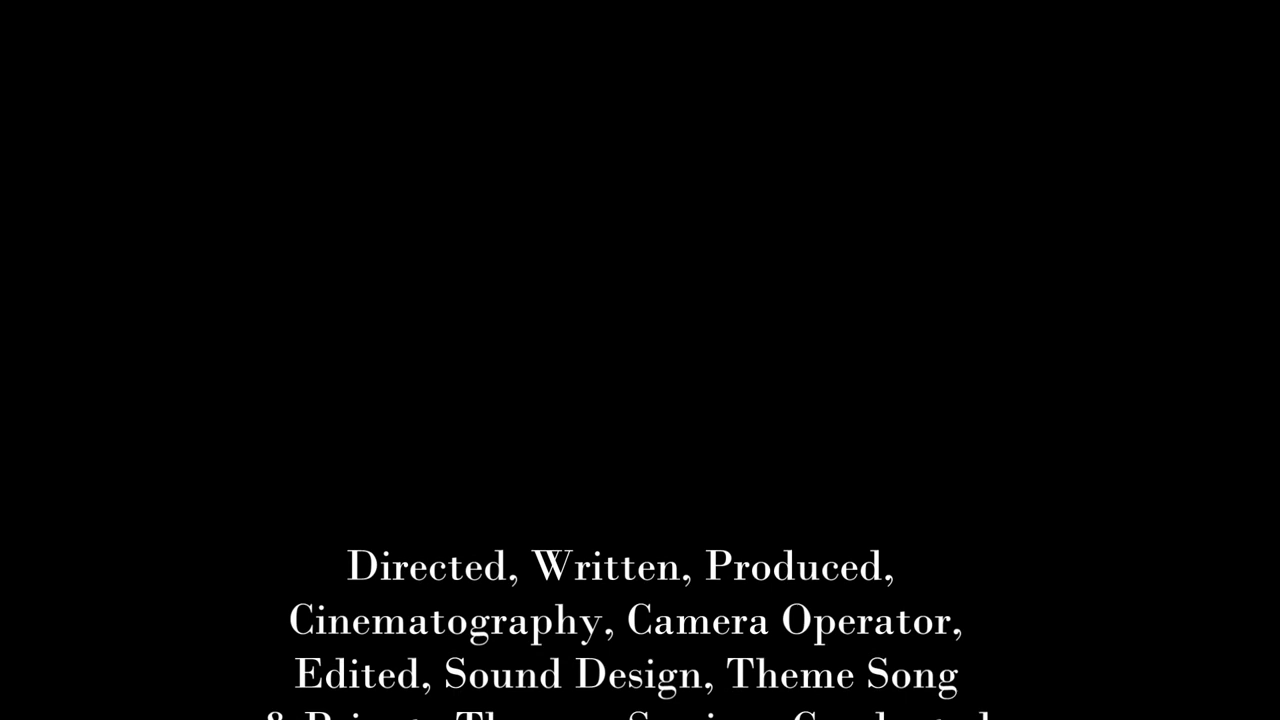 Directed, Written, Produced,
Cinematography, Camera Operator,
Edited, Sound Design, Theme Song
&